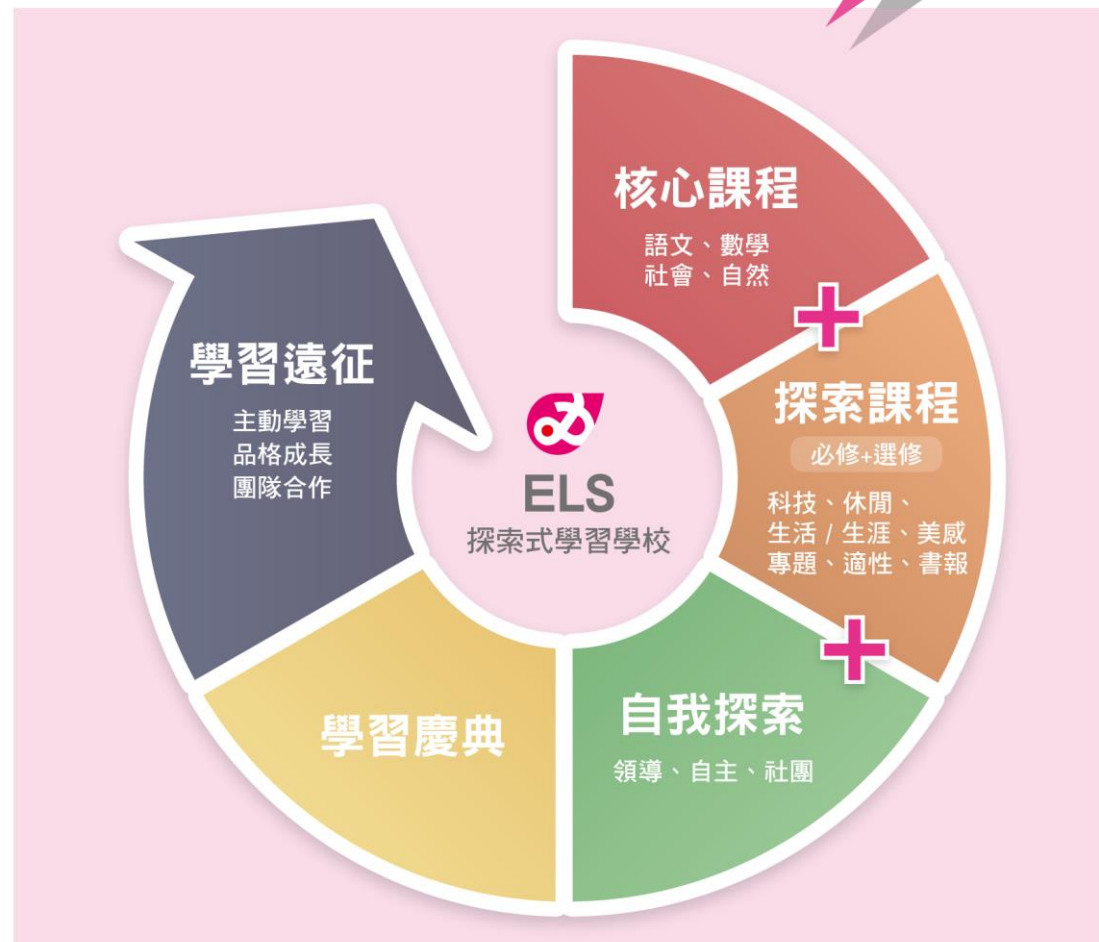 核心課程
語文、數學
社會、自然
探索課程
必修+選修
科技、休閒、
生活 / 生涯、美感
專題、適性、書報
自我探索
領導、自主、社團
學習慶典
學習遠征
主動學習
品格成長
團隊合作
ELS
探索式學習學校